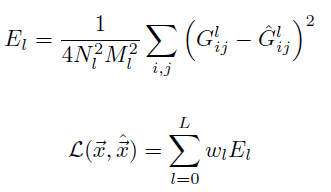 $E_l = \frac{1}{4N_l^2 M_l^2} \sum_{i,j} \left( G_{ij}^l - \hat{G}_{ij}^l \right)^2$
$\mathcal{L}(\vec{x}, \hat{\vec{x}}) = \sum_{l=0}^{L} w_l E_l$